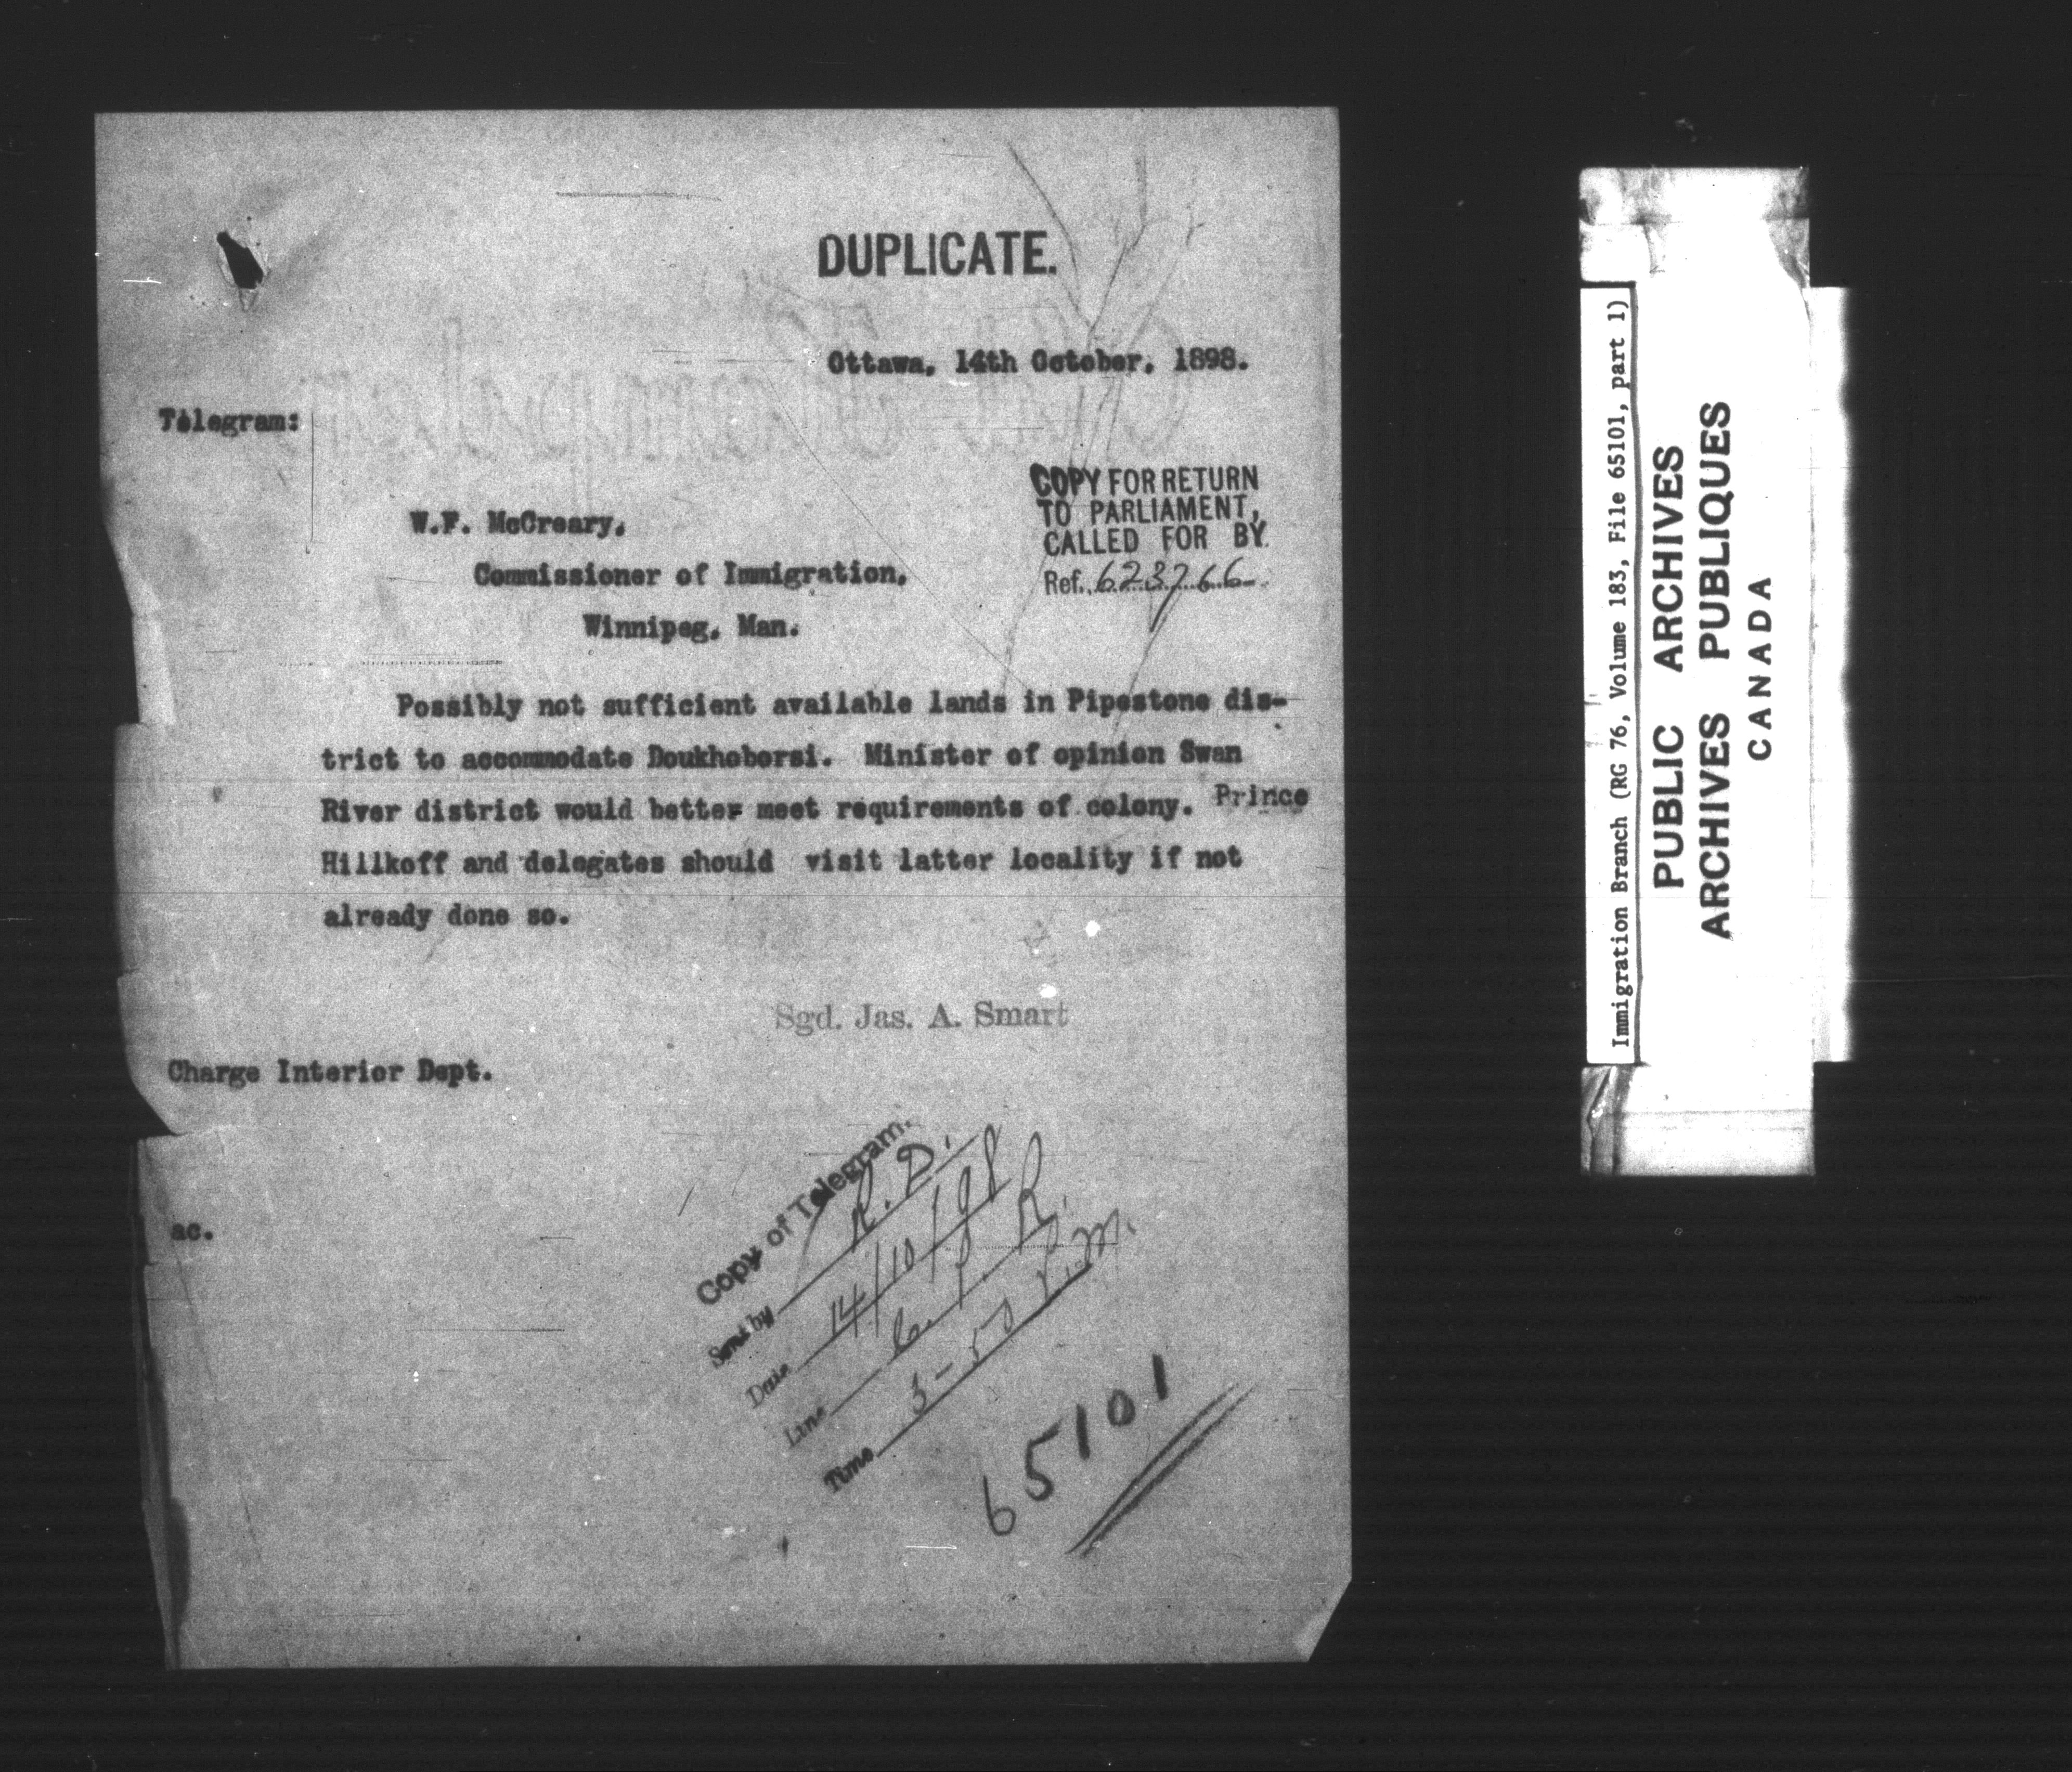 DUPLICATE.
Ottawa, 14th October, 1898.
Telegram:
COPY FOR RETURN
TO PARLIAMENT,
CALLED FOR BY
Ref. 623766
W.F. McCreary,
Commissioner of Immigration,
Winnipeg, Man.
Possibly not sufficient available lands in Pipestone dis-
trict to accommodate Doukhoborsi. Minister of opinion Swan
River district would better meet requirements of colony. Prince
Hillkoff and delegates should visit latter locality if not
already done so.
Sgd. Jas. A. Smart
Charge Interior Dept.
ac.
Copy of Telegram.
Sent by R. D.
Date 14/10/98
Line C. P. R.
Time 3-50 P.M.
65101
Immigration Branch (RG 76, Volume 183, File 65101, part 1)
PUBLIC ARCHIVES
ARCHIVES PUBLIQUES
CANADA